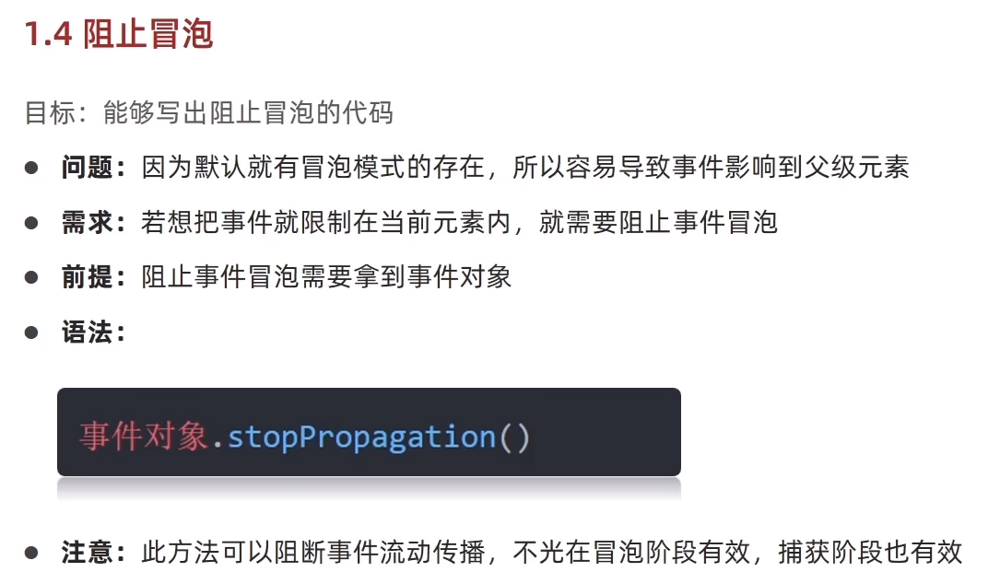 1.4 阻止冒泡
目标：能够写出阻止冒泡的代码
● 问题：因为默认就有冒泡模式的存在，所以容易导致事件影响到父级元素
● 需求：若想把事件就限制在当前元素内，就需要阻止事件冒泡
● 前提：阻止事件冒泡需要拿到事件对象
● 语法：
事件对象.stopPropagation()
● 注意：此方法可以阻断事件流动传播，不光在冒泡阶段有效，捕获阶段也有效